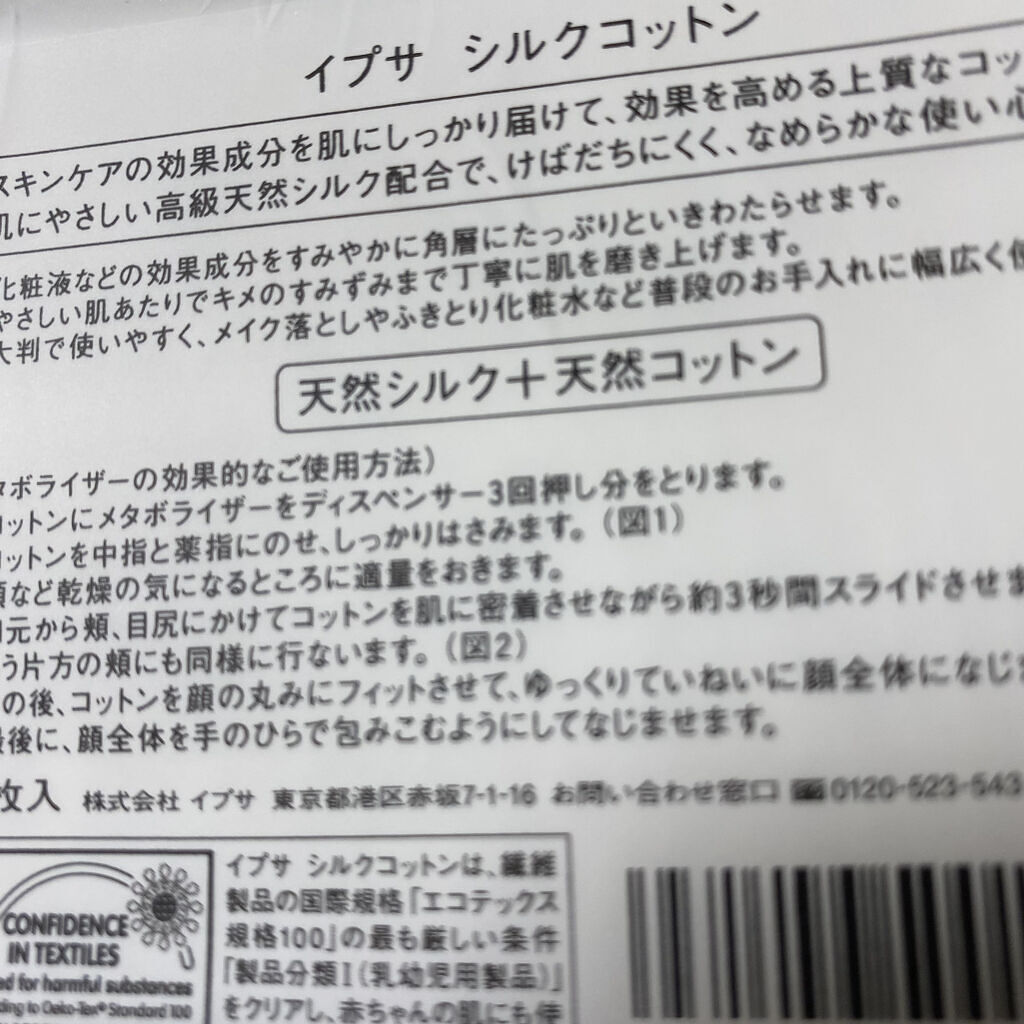 イプサ シルクコットン
スキンケアの効果成分を肌にしっかり届けて、効果を高める上質なコッ
肌にやさしい高級天然シルク配合で、けばだちにくく、なめらかな使い心
化粧液などの効果成分をすみやかに角層にたっぷりといきわたらせます。
やさしい肌あたりでキメのすみずみまで丁寧に肌を磨き上げます。
大判で使いやすく、メイク落としやふきとり化粧水など普段のお手入れに幅広く使
天然シルク+天然コットン
タボライザーの効果的なご使用方法)
コットンにメタボライザーをディスペンサー3回押し分をとります。
コットンを中指と薬指にのせ、しっかりはさみます。(図1)
頬など乾燥の気になるところに適量をおきます。
口元から頬、目尻にかけてコットンを肌に密着させながら約3秒間スライドさせま
う片方の頬にも同様に行ないます。(図2)
の後、コットンを顔の丸みにフィットさせて、ゆっくりていねいに顔全体になじま
最後に、顔全体を手のひらで包みこむようにしてなじませます。
枚入 株式会社 イプサ 東京都港区赤坂7-1-16 お問い合わせ窓口 0120-523-543
CONFIDENCE
IN TEXTILES
ed for harmful substances
ding to Oeko-Tex® Standard 100
イプサ シルクコットンは、繊維
製品の国際規格「エコテックス
規格100」の最も厳しい条件
「製品分類I(乳幼児用製品)」
をクリアし、赤ちゃんの肌にも使